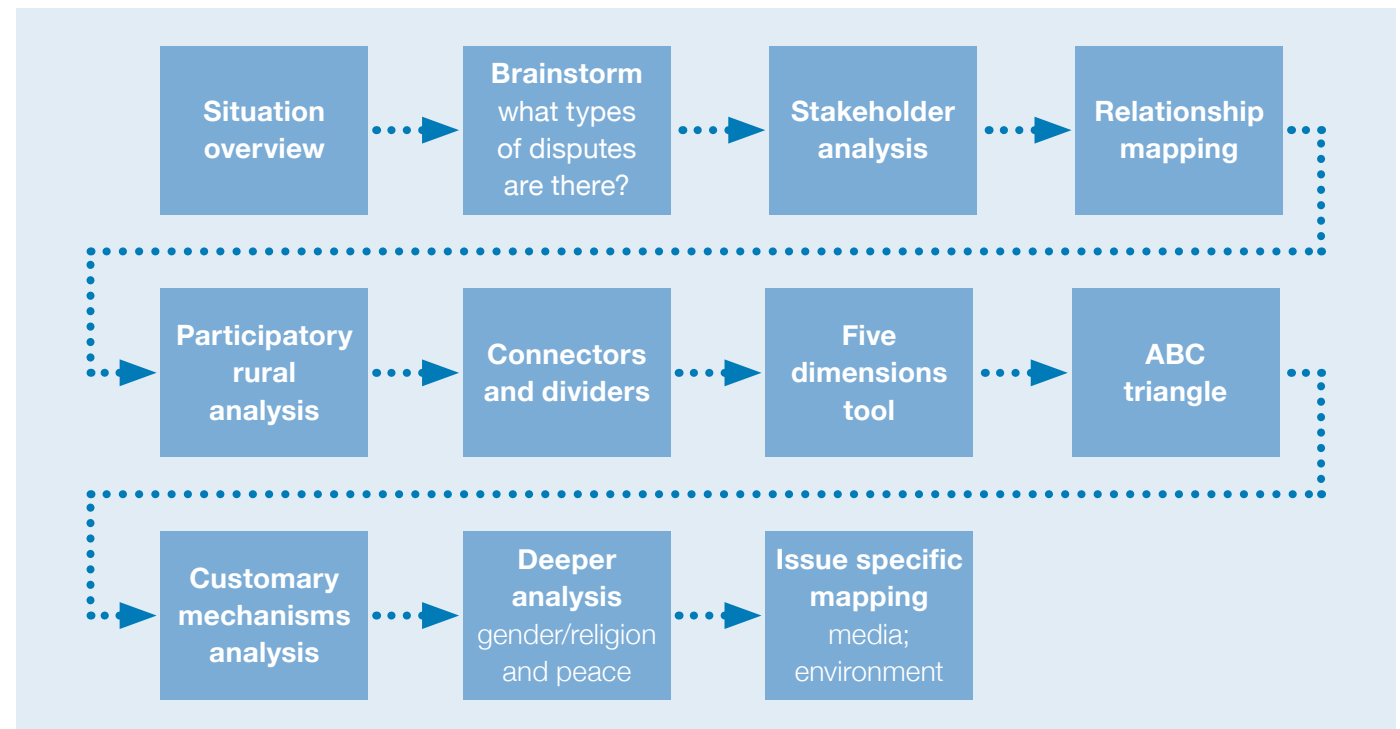 Situation
overview
Brainstorm
what types
of disputes
are there?
Stakeholder
analysis
Relationship
mapping
Participatory
rural
analysis
Connectors
and dividers
Five
dimensions
tool
ABC
triangle
Customary
mechanisms
analysis
Deeper
analysis
gender/religion
and peace
Issue specific
mapping
media;
environment